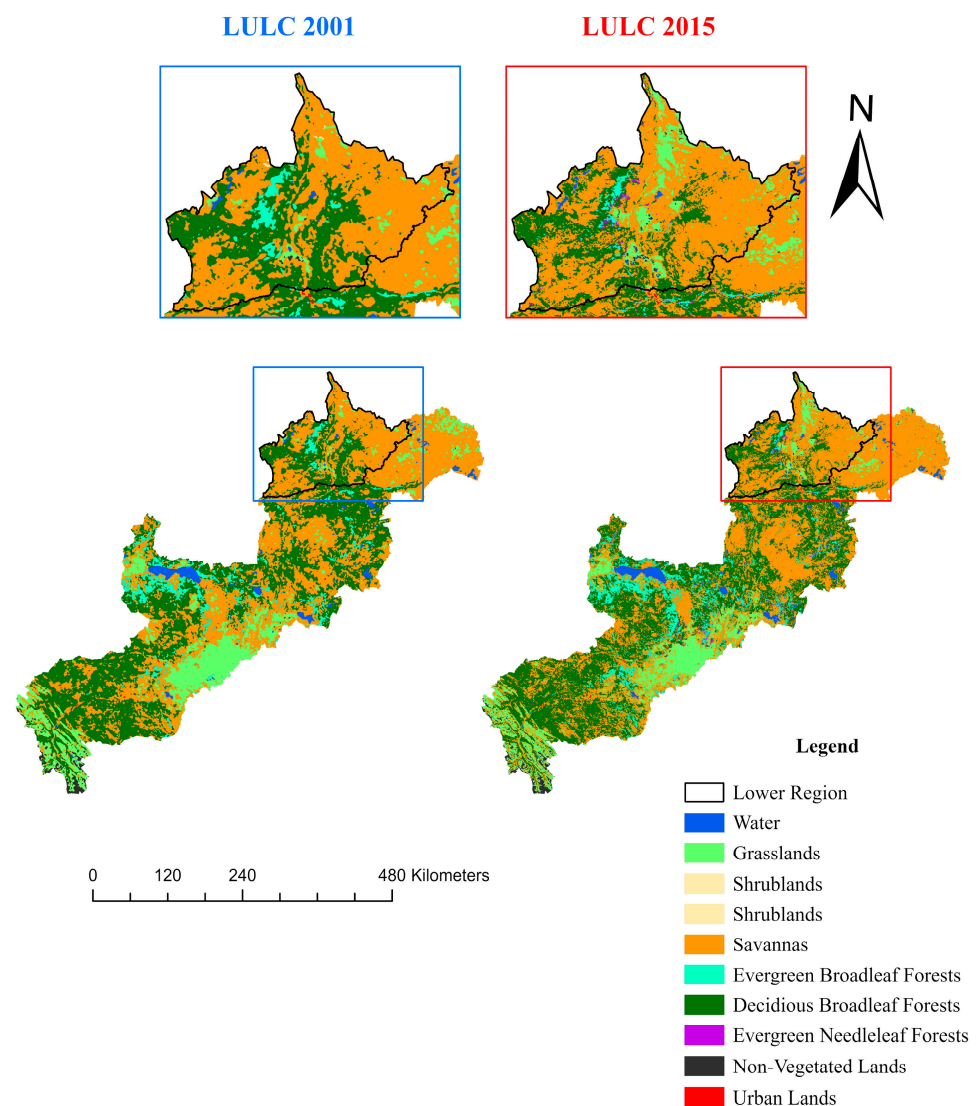 LULC 2001
LULC 2015
N
Legend
Lower Region
Water
Grasslands
Shrublands
Shrublands
Savannas
Evergreen Broadleaf Forests
Decidious Broadleaf Forests
Evergreen Needleleaf Forests
Non-Vegetated Lands
Urban Lands
0 120 240 480 Kilometers